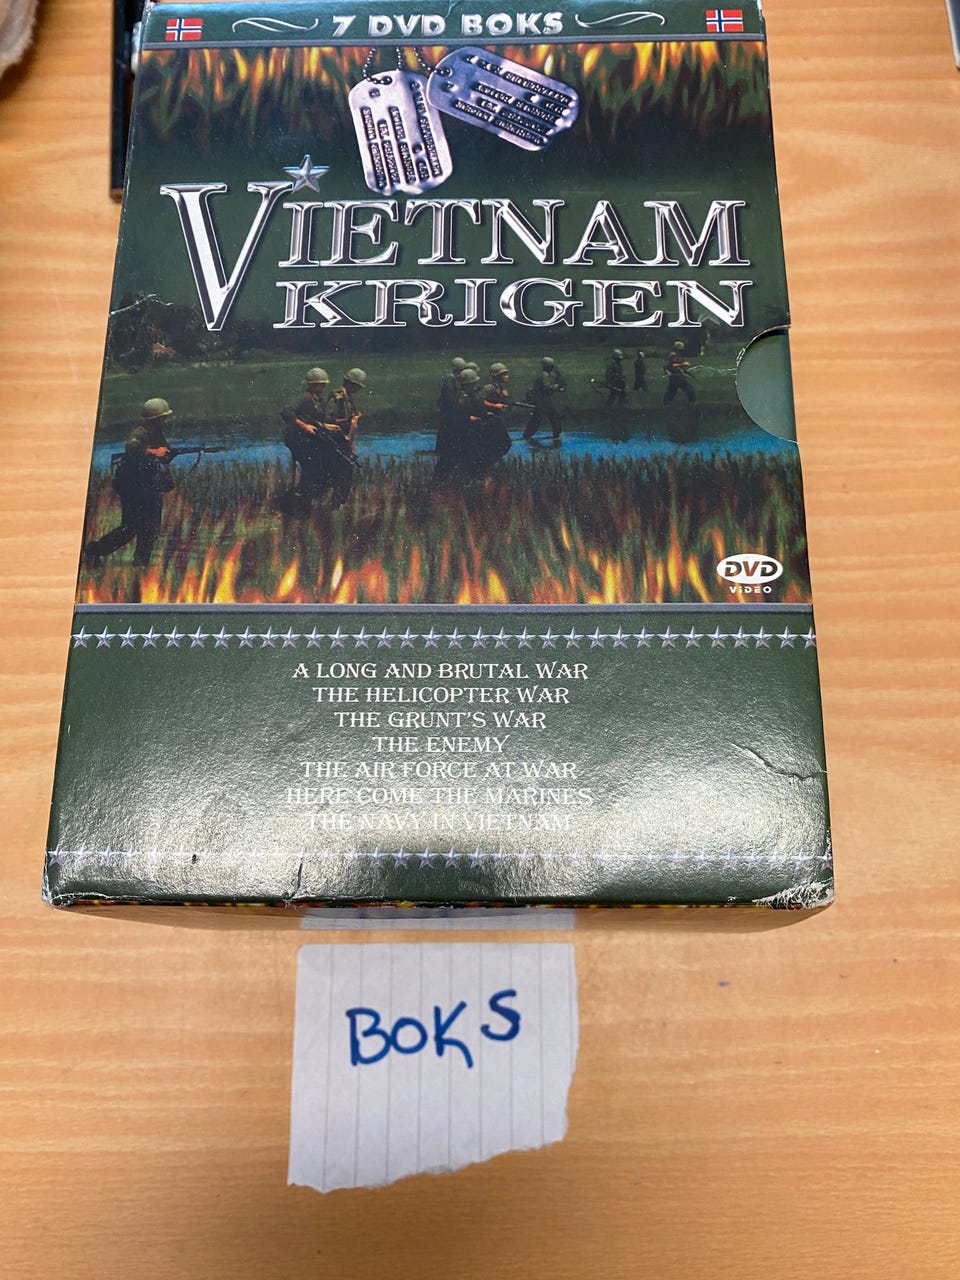 7 DVD BOKS
VIETNAM
KRIGEN
DVD
VIDEO
A LONG AND BRUTAL WAR
THE HELICOPTER WAR
THE GRUNT'S WAR
THE ENEMY
THE AIR FORCE AT WAR
HERE COME THE MARINES
THE NAVY IN VIETNAM
BOKS